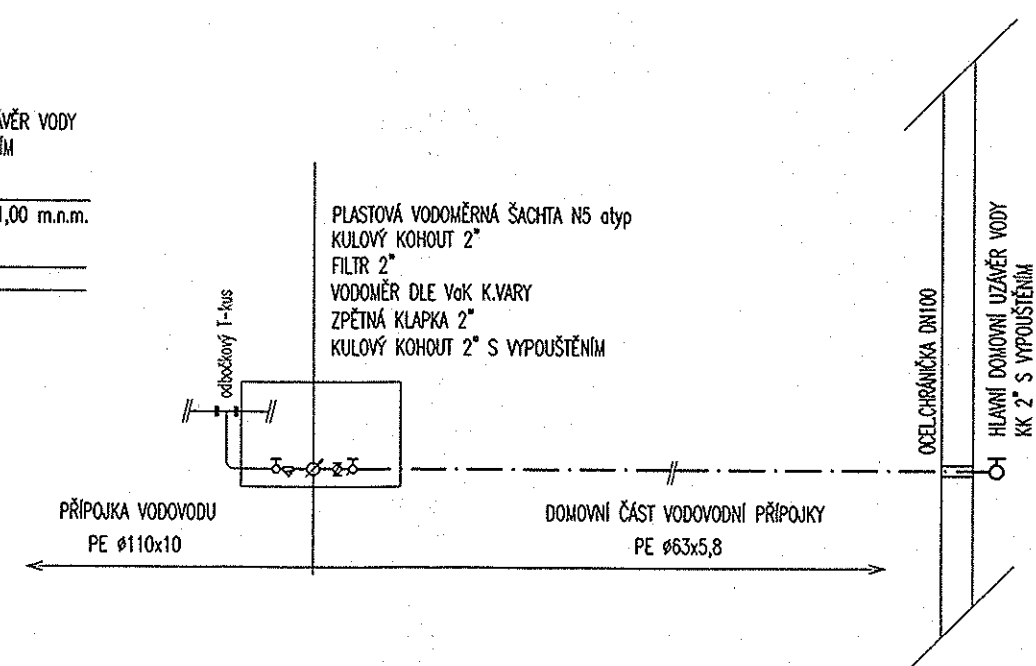 ÁVĚR VODY
ÍM
1,00 m.n.m.
PLASTOVÁ VODOMĚRNÁ ŠACHTA N5 atyp
KULOVÝ KOHOUT 2"
FILTR 2"
VODOMĚR DLE VaK K.VARY
ZPĚTNÁ KLAPKA 2"
KULOVÝ KOHOUT 2" S VYPOUŠTĚNÍM
odbočkový T-kus
PŘÍPOJKA VODOVODU
PE ø110x10
DOMOVNÍ ČÁST VODOVODNÍ PŘÍPOJKY
PE ø63x5,8
OCEL.CHRÁNIČKA DN100
HLAVNÍ DOMOVNÍ UZÁVĚR VODY
KK 2" S VYPOUŠTĚNÍM